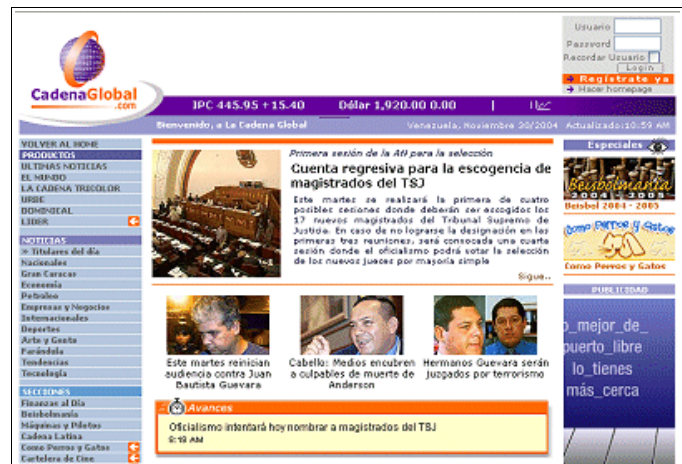 Usuario
Password
Recordar Usuario
Login
Regístrate ya
Hacer homepage
CadenaGlobal
.com
IPC 445.95 + 15.40 Dólar 1,920.00 0.00
Bienvenido, a La Cadena Global Venezuela, Noviembre 30/2004 Actualizado:10:59 AM
VOLVER AL HOME
PRODUCTOS
ULTINAS NOTICIAS
EL MUNDO
LA CADENA TRICOLOR
URBE
DOMINICAL
LIDER
NOTICIAS
» Titulares del día
Nacionales
Gran Caracas
Economía
Petroleo
Empresas y Negocios
Internacionales
Deportes
Arte y Gente
Farándula
Tendencias
Tecnología
SECCIONES
Finanzas al Día
Beisbolmanía
Máquinas y Pilotos
Cadena Latina
Como Perros y Gatos
Cartelera de Cine
Primera sesión de la AN para la selección
Cuenta regresiva para la escogencia de
magistrados del TSJ
Este martes se realizará la primera de cuatro
posibles sesiones donde deberán ser escogidos los
17 nuevos magistrados del Tribunal Supremo de
Justicia. En caso de no lograrse la designación en las
primeras tres reuniones, será convocada una cuarta
sesión donde el oficialismo podrá votar la selección
de los nuevos jueces por mayoría simple
Sigue..
Este martes reinician
audiencia contra Juan
Bautista Guevara
Cabello: Medios encubren
a culpables de muerte de
Anderson
Hermanos Guevara serán
juzgados por terrorismo
Avances
Oficialismo intentará hoy nombrar a magistrados del TSJ
8:18 AM
Especiales
Beisbolmanía
2004 - 2005
Beisbol 2004 - 2005
Como Perros y Gatos
Como Perros y Gatos
PUBLICIDAD
o_mejor_de_
puerto_libre
lo_tienes
más_cerca